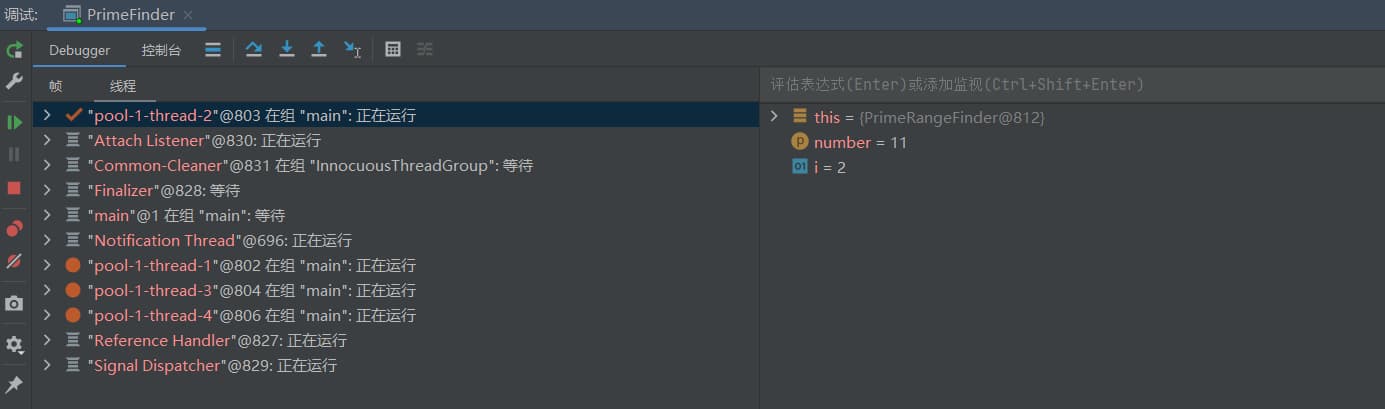 调试: PrimeFinder
Debugger 控制台
帧 线程
评估表达式(Enter)或添加监视(Ctrl+Shift+Enter)
"pool-1-thread-2"@803 在组 "main": 正在运行
"Attach Listener"@830: 正在运行
"Common-Cleaner"@831 在组 "InnocuousThreadGroup": 等待
"Finalizer"@828: 等待
"main"@1 在组 "main": 等待
"Notification Thread"@696: 正在运行
"pool-1-thread-1"@802 在组 "main": 正在运行
"pool-1-thread-3"@804 在组 "main": 正在运行
"pool-1-thread-4"@806 在组 "main": 正在运行
"Reference Handler"@827: 正在运行
"Signal Dispatcher"@829: 正在运行
this = {PrimeRangeFinder@812}
p number = 11
01 i = 2